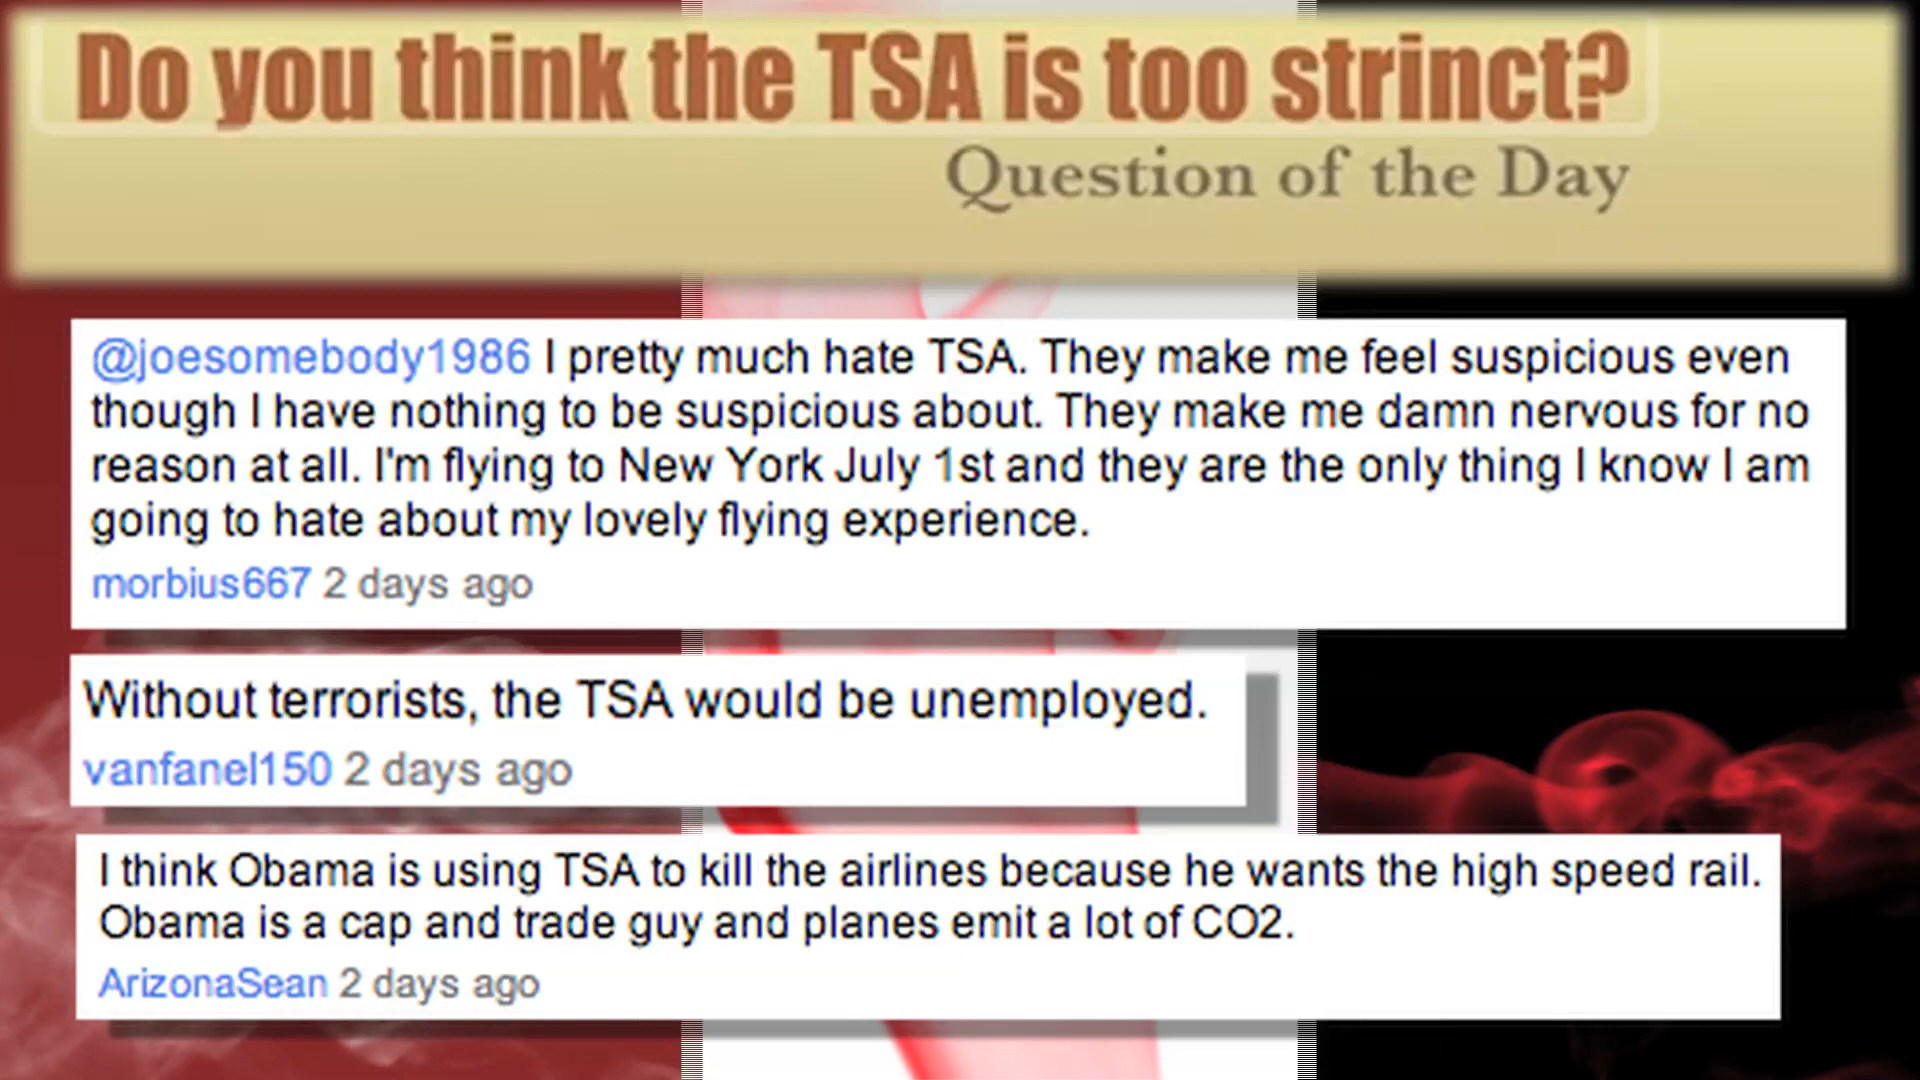 Do you think the TSA is too strinct?
Question of the Day
@joesomebody1986 I pretty much hate TSA. They make me feel suspicious even
though I have nothing to be suspicious about. They make me damn nervous for no
reason at all. I'm flying to New York July 1st and they are the only thing I know I am
going to hate about my lovely flying experience.
morbius667 2 days ago
Without terrorists, the TSA would be unemployed.
vanfanel150 2 days ago
I think Obama is using TSA to kill the airlines because he wants the high speed rail.
Obama is a cap and trade guy and planes emit a lot of CO2.
ArizonaSean 2 days ago